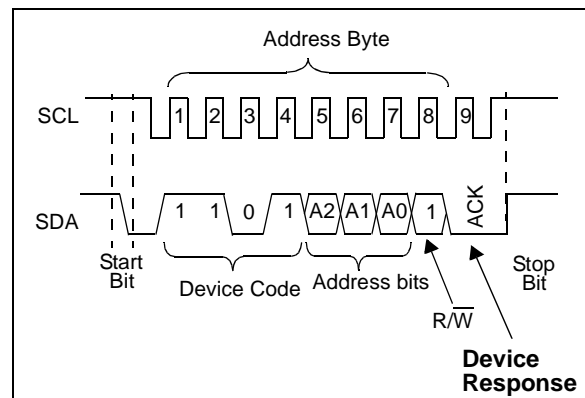 Address Byte
SCL 1 2 3 4 5 6 7 8 9
SDA 1 1 0 1 A2 A1 A0 1 ACK
Start Bit
Device Code
Address bits
R/W̅
Stop Bit
Device Response